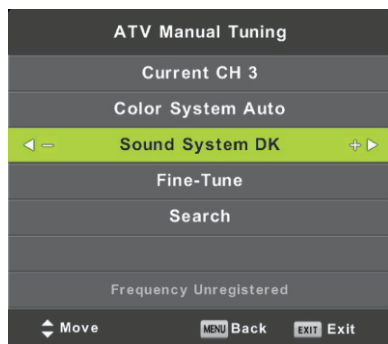 ATV Manual Tuning
Current CH 3
Color System Auto
Sound System DK
Fine-Tune
Search
Frequency Unregistered
Move MENU Back EXIT Exit